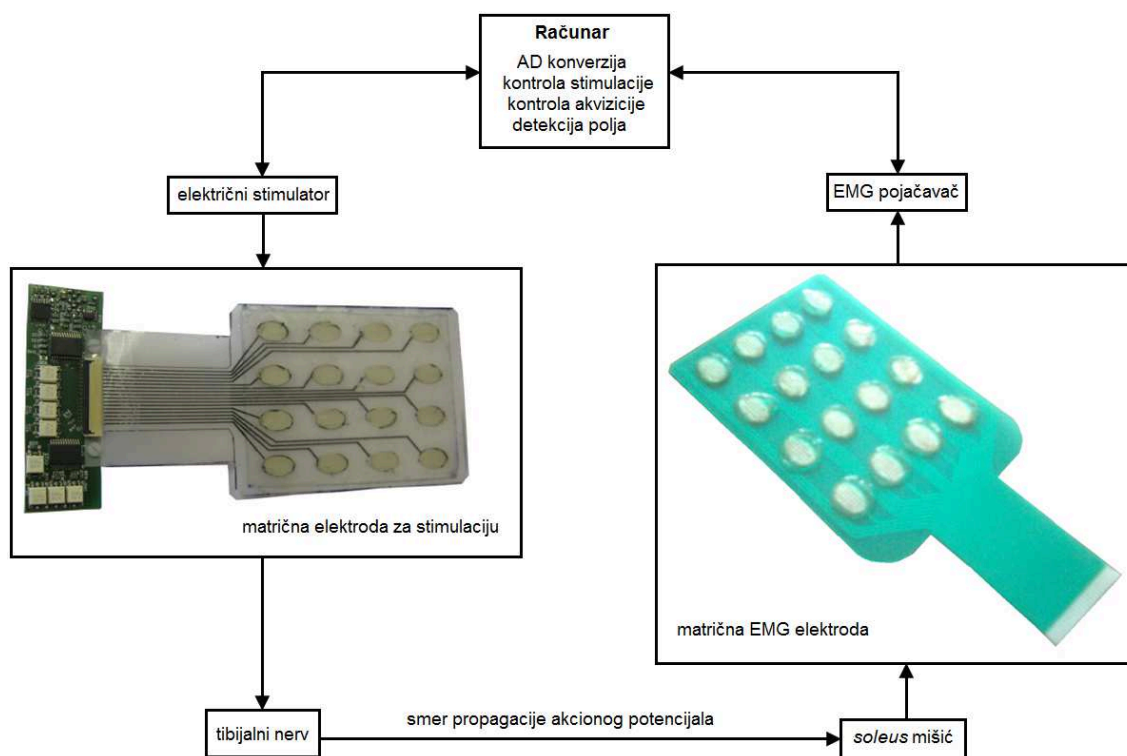 Računar
AD konverzija
kontrola stimulacije
kontrola akvizicije
detekcija polja
električni stimulator
EMG pojačavač
matrična elektroda za stimulaciju
matrična EMG elektroda
tibijalni nerv
smer propagacije akcionog potencijala
soleus mišić